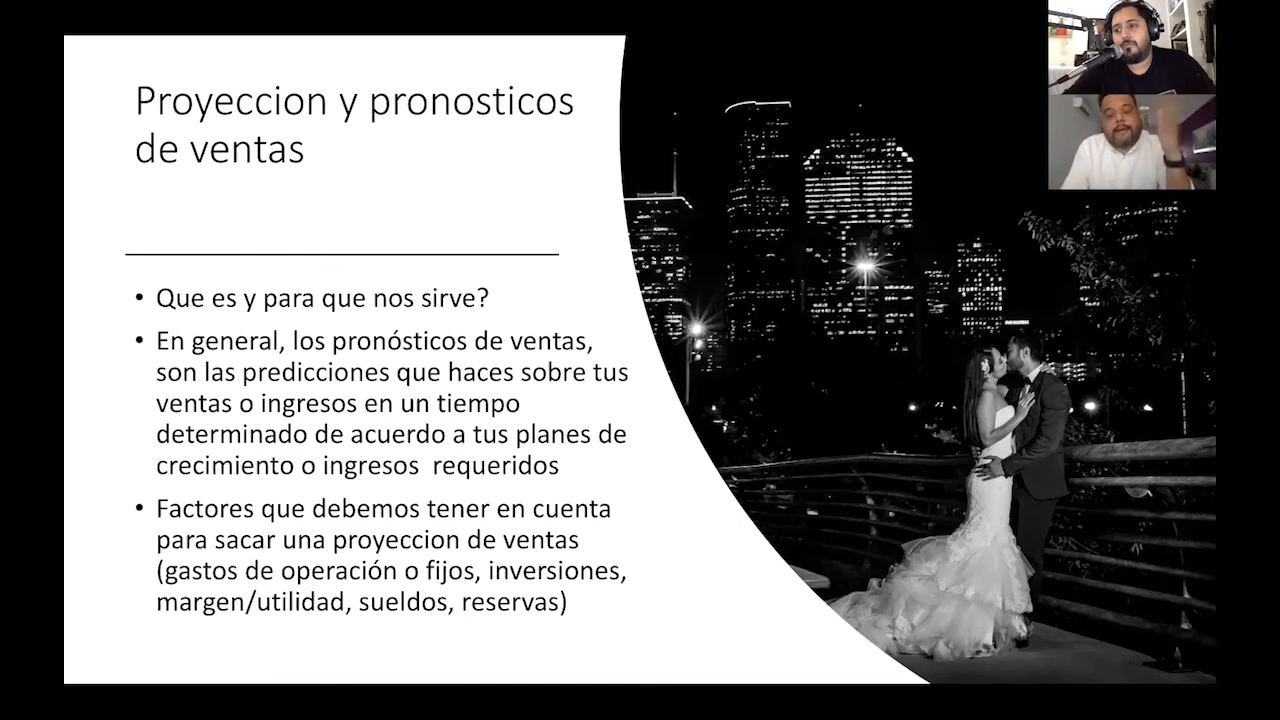 Proyeccion y pronosticos
de ventas
• Que es y para que nos sirve?
• En general, los pronósticos de ventas,
son las predicciones que haces sobre tus
ventas o ingresos en un tiempo
determinado de acuerdo a tus planes de
crecimiento o ingresos  requeridos
• Factores que debemos tener en cuenta
para sacar una proyeccion de ventas
(gastos de operación o fijos, inversiones,
margen/utilidad, sueldos, reservas)